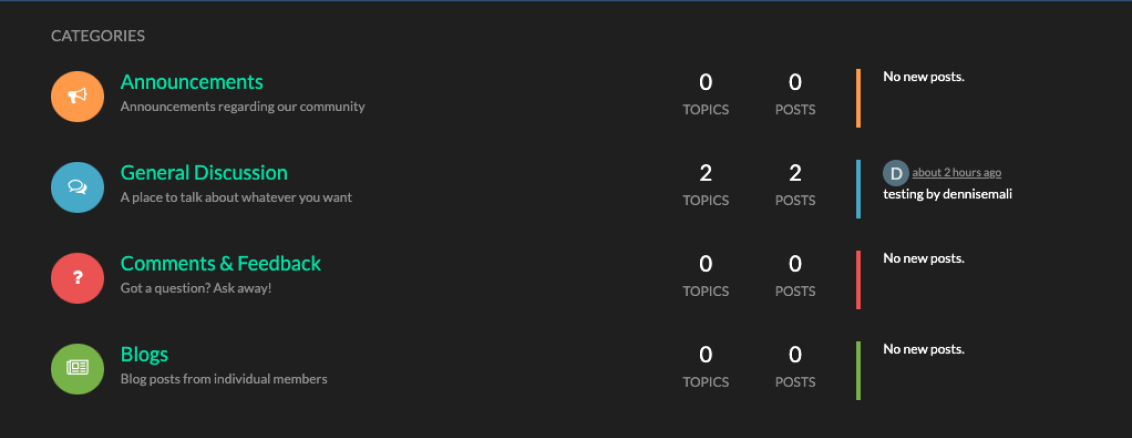 CATEGORIES
Announcements
Announcements regarding our community
0
TOPICS
0
POSTS
No new posts.
General Discussion
A place to talk about whatever you want
2
TOPICS
2
POSTS
D about 2 hours ago
testing by dennisemali
?
Comments & Feedback
Got a question? Ask away!
0
TOPICS
0
POSTS
No new posts.
Blogs
Blog posts from individual members
0
TOPICS
0
POSTS
No new posts.